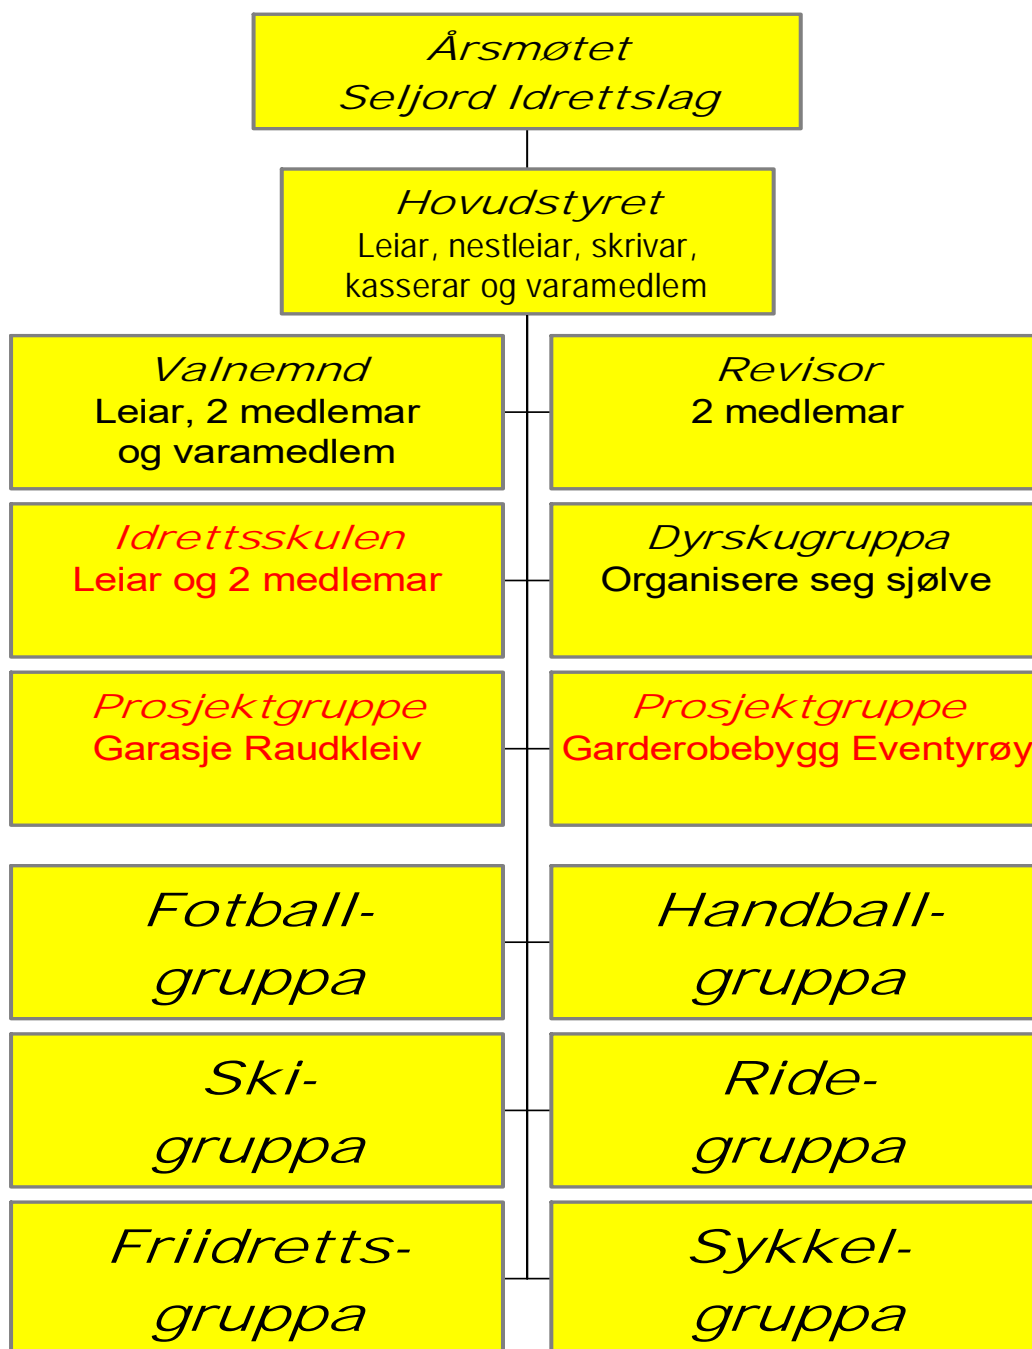 Årsmøtet
Seljord Idrettslag
Hovudstyret
Leiar, nestleiar, skrivar,
kasserar og varamedlem
Valnemnd
Leiar, 2 medlemar
og varamedlem
Revisor
2 medlemar
Idrettsskulen
Leiar og 2 medlemar
Dyrskugruppa
Organisere seg sjølve
Prosjektgruppe
Garasje Raudkleiv
Prosjektgruppe
Garderobebygg Eventyrøy
Fotball-
gruppa
Handball-
gruppa
Ski-
gruppa
Ride-
gruppa
Friidretts-
gruppa
Sykkel-
gruppa